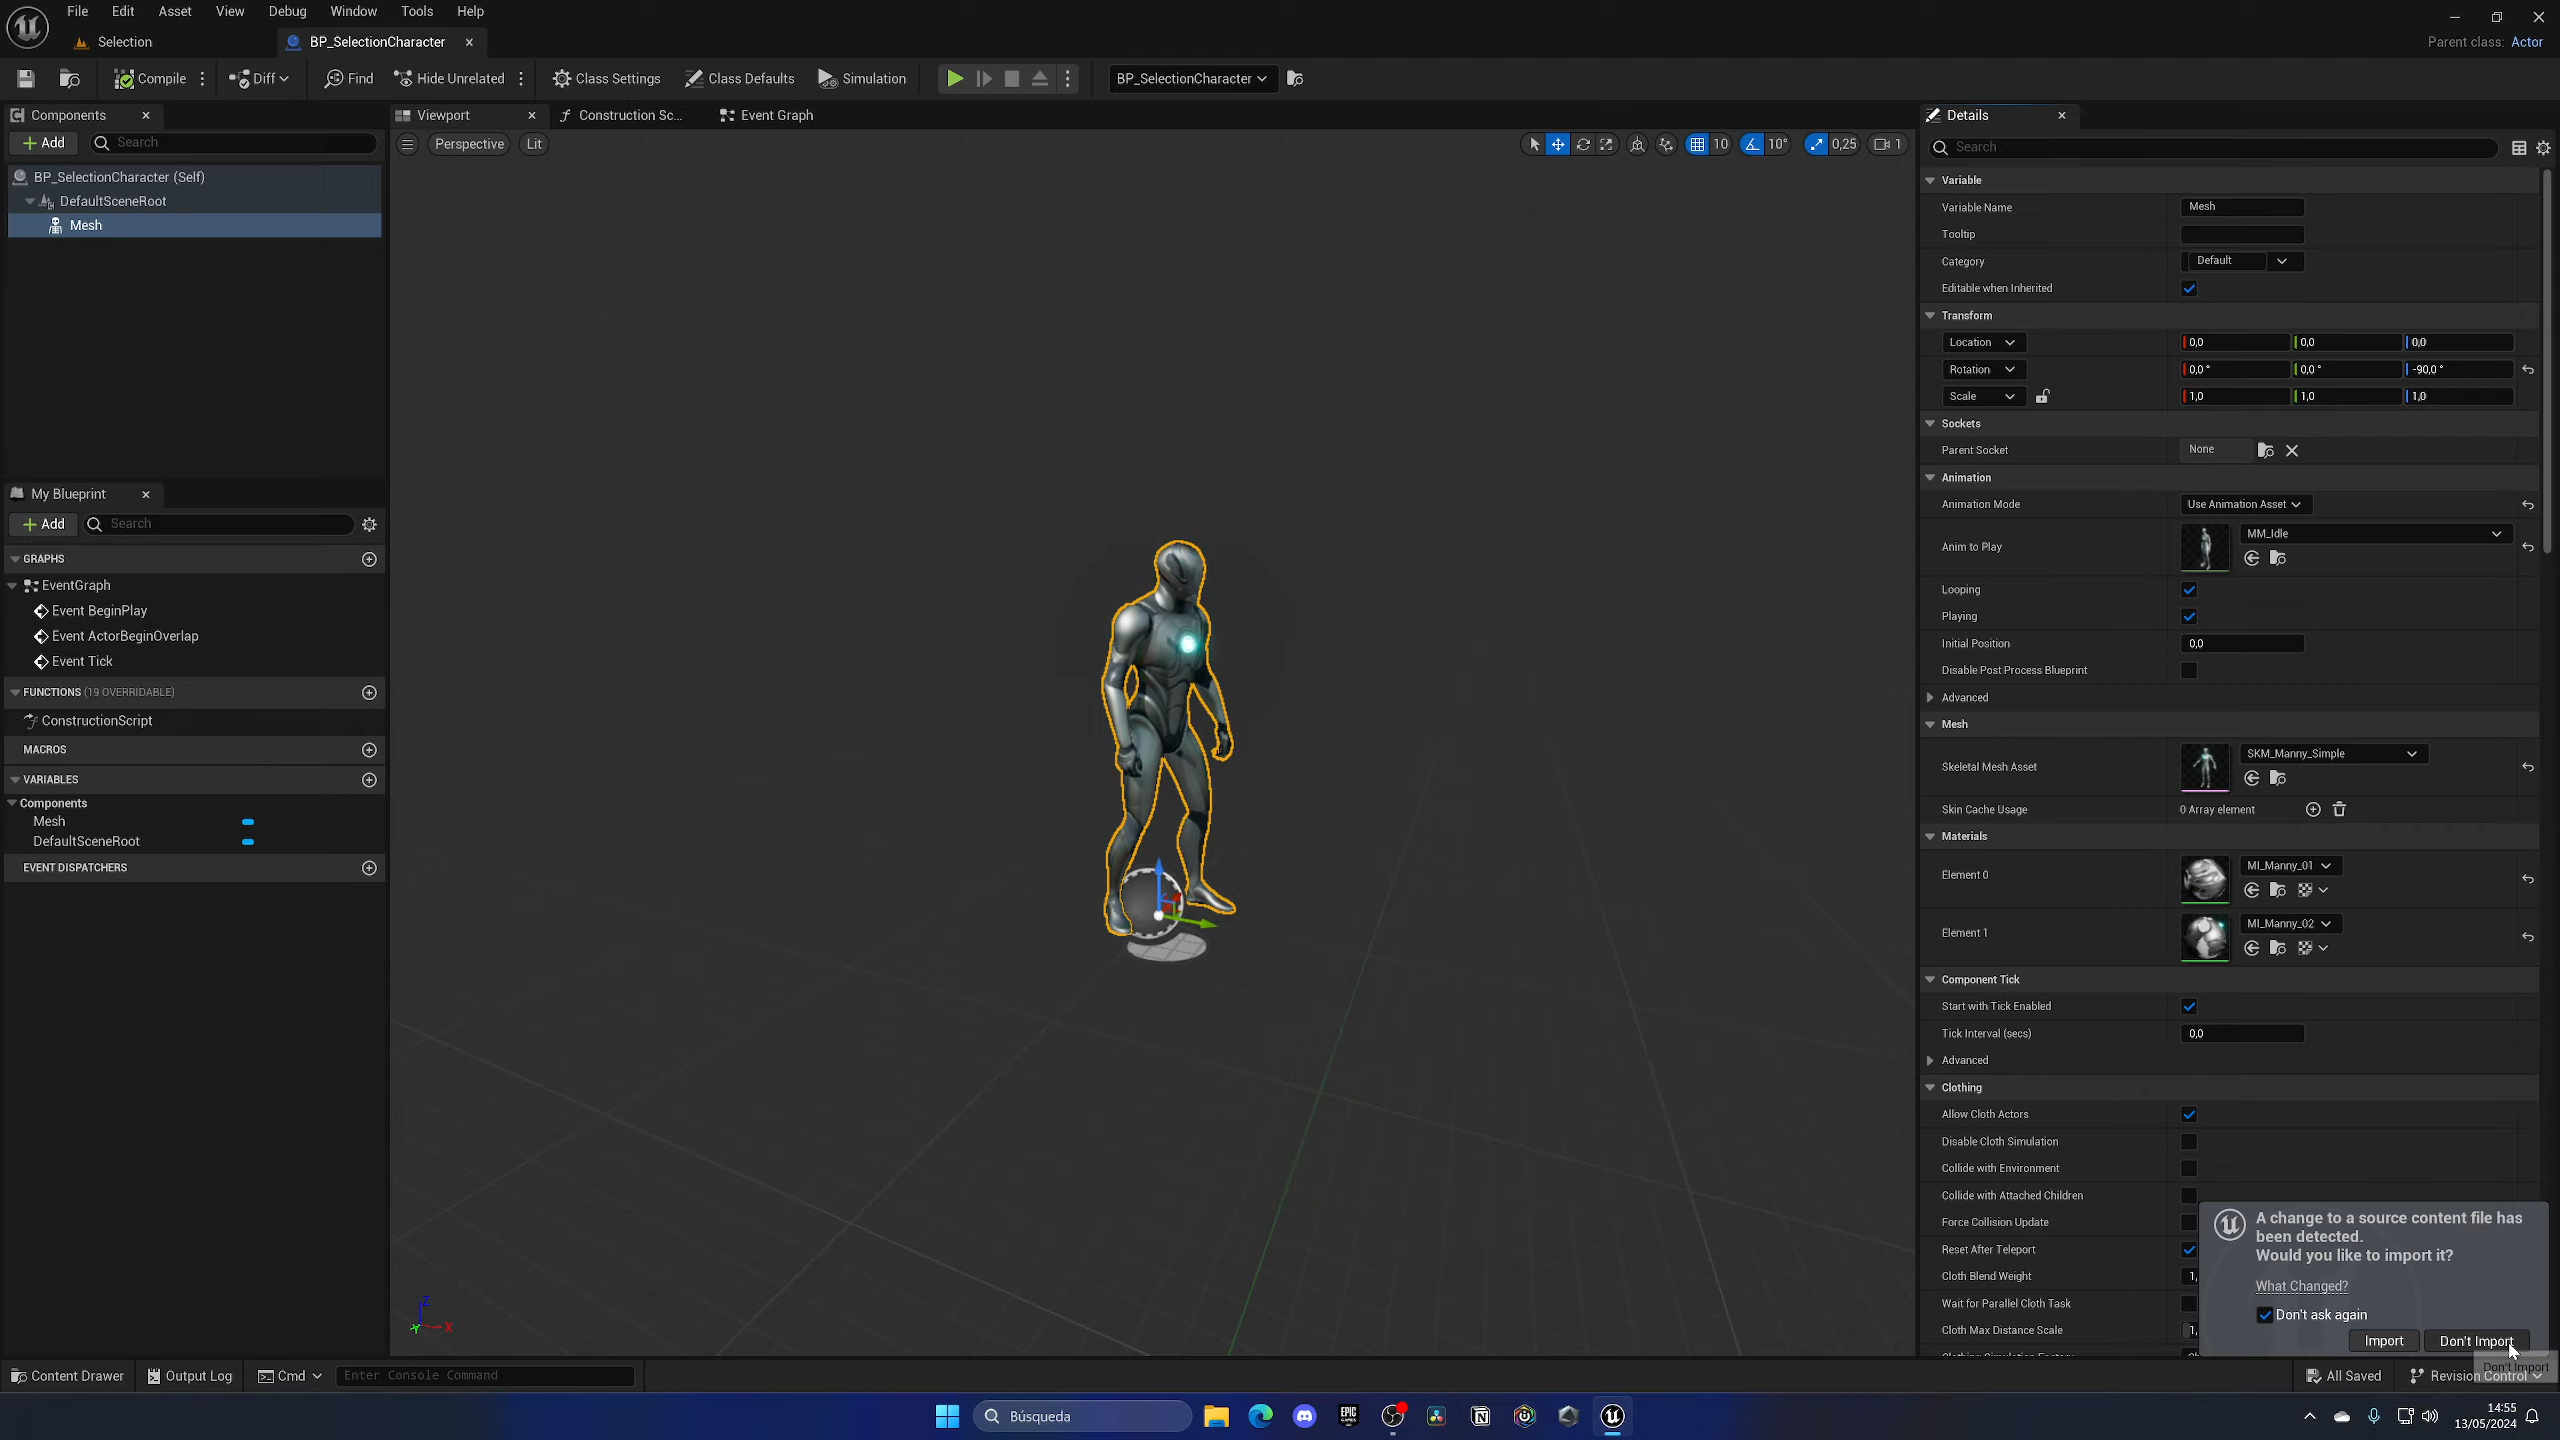 File Edit Asset View Debug Window Tools Help
Selection BP_SelectionCharacter
Parent class: Actor
Compile Diff Find Hide Unrelated Class Settings Class Defaults Simulation BP_SelectionCharacter
Components
Add Search
BP_SelectionCharacter (Self)
DefaultSceneRoot
Mesh
My Blueprint
Add Search
GRAPHS
EventGraph
Event BeginPlay
Event ActorBeginOverlap
Event Tick
FUNCTIONS (19 OVERRIDABLE)
ConstructionScript
MACROS
VARIABLES
Components
Mesh
DefaultSceneRoot
EVENT DISPATCHERS
Viewport Construction Sc... Event Graph
Perspective Lit
10 10° 0,25 1
Z
Y X
Details
Search
Variable
Variable Name Mesh
Tooltip
Category Default
Editable when Inherited
Transform
Location 0,0 0,0 0,0
Rotation 0,0 ° 0,0 ° -90,0 °
Scale 1,0 1,0 1,0
Sockets
Parent Socket None
Animation
Animation Mode Use Animation Asset
Anim to Play MM_Idle
Looping
Playing
Initial Position 0,0
Disable Post Process Blueprint
Advanced
Mesh
Skeletal Mesh Asset SKM_Manny_Simple
Skin Cache Usage 0 Array element
Materials
Element 0 MI_Manny_01
Element 1 MI_Manny_02
Component Tick
Start with Tick Enabled
Tick Interval (secs) 0,0
Advanced
Clothing
Allow Cloth Actors
Disable Cloth Simulation
Collide with Environment
Collide with Attached Children
Force Collision Update
Reset After Teleport
Cloth Blend Weight 1,
Wait for Parallel Cloth Task
Cloth Max Distance Scale 1,
A change to a source content file has
been detected.
Would you like to import it?
What Changed?
Don't ask again
Import Don't Import
Don't Import
Content Drawer Output Log Cmd Enter Console Command
All Saved Revision Control
Búsqueda
EPIC GAMES
14:55
13/05/2024